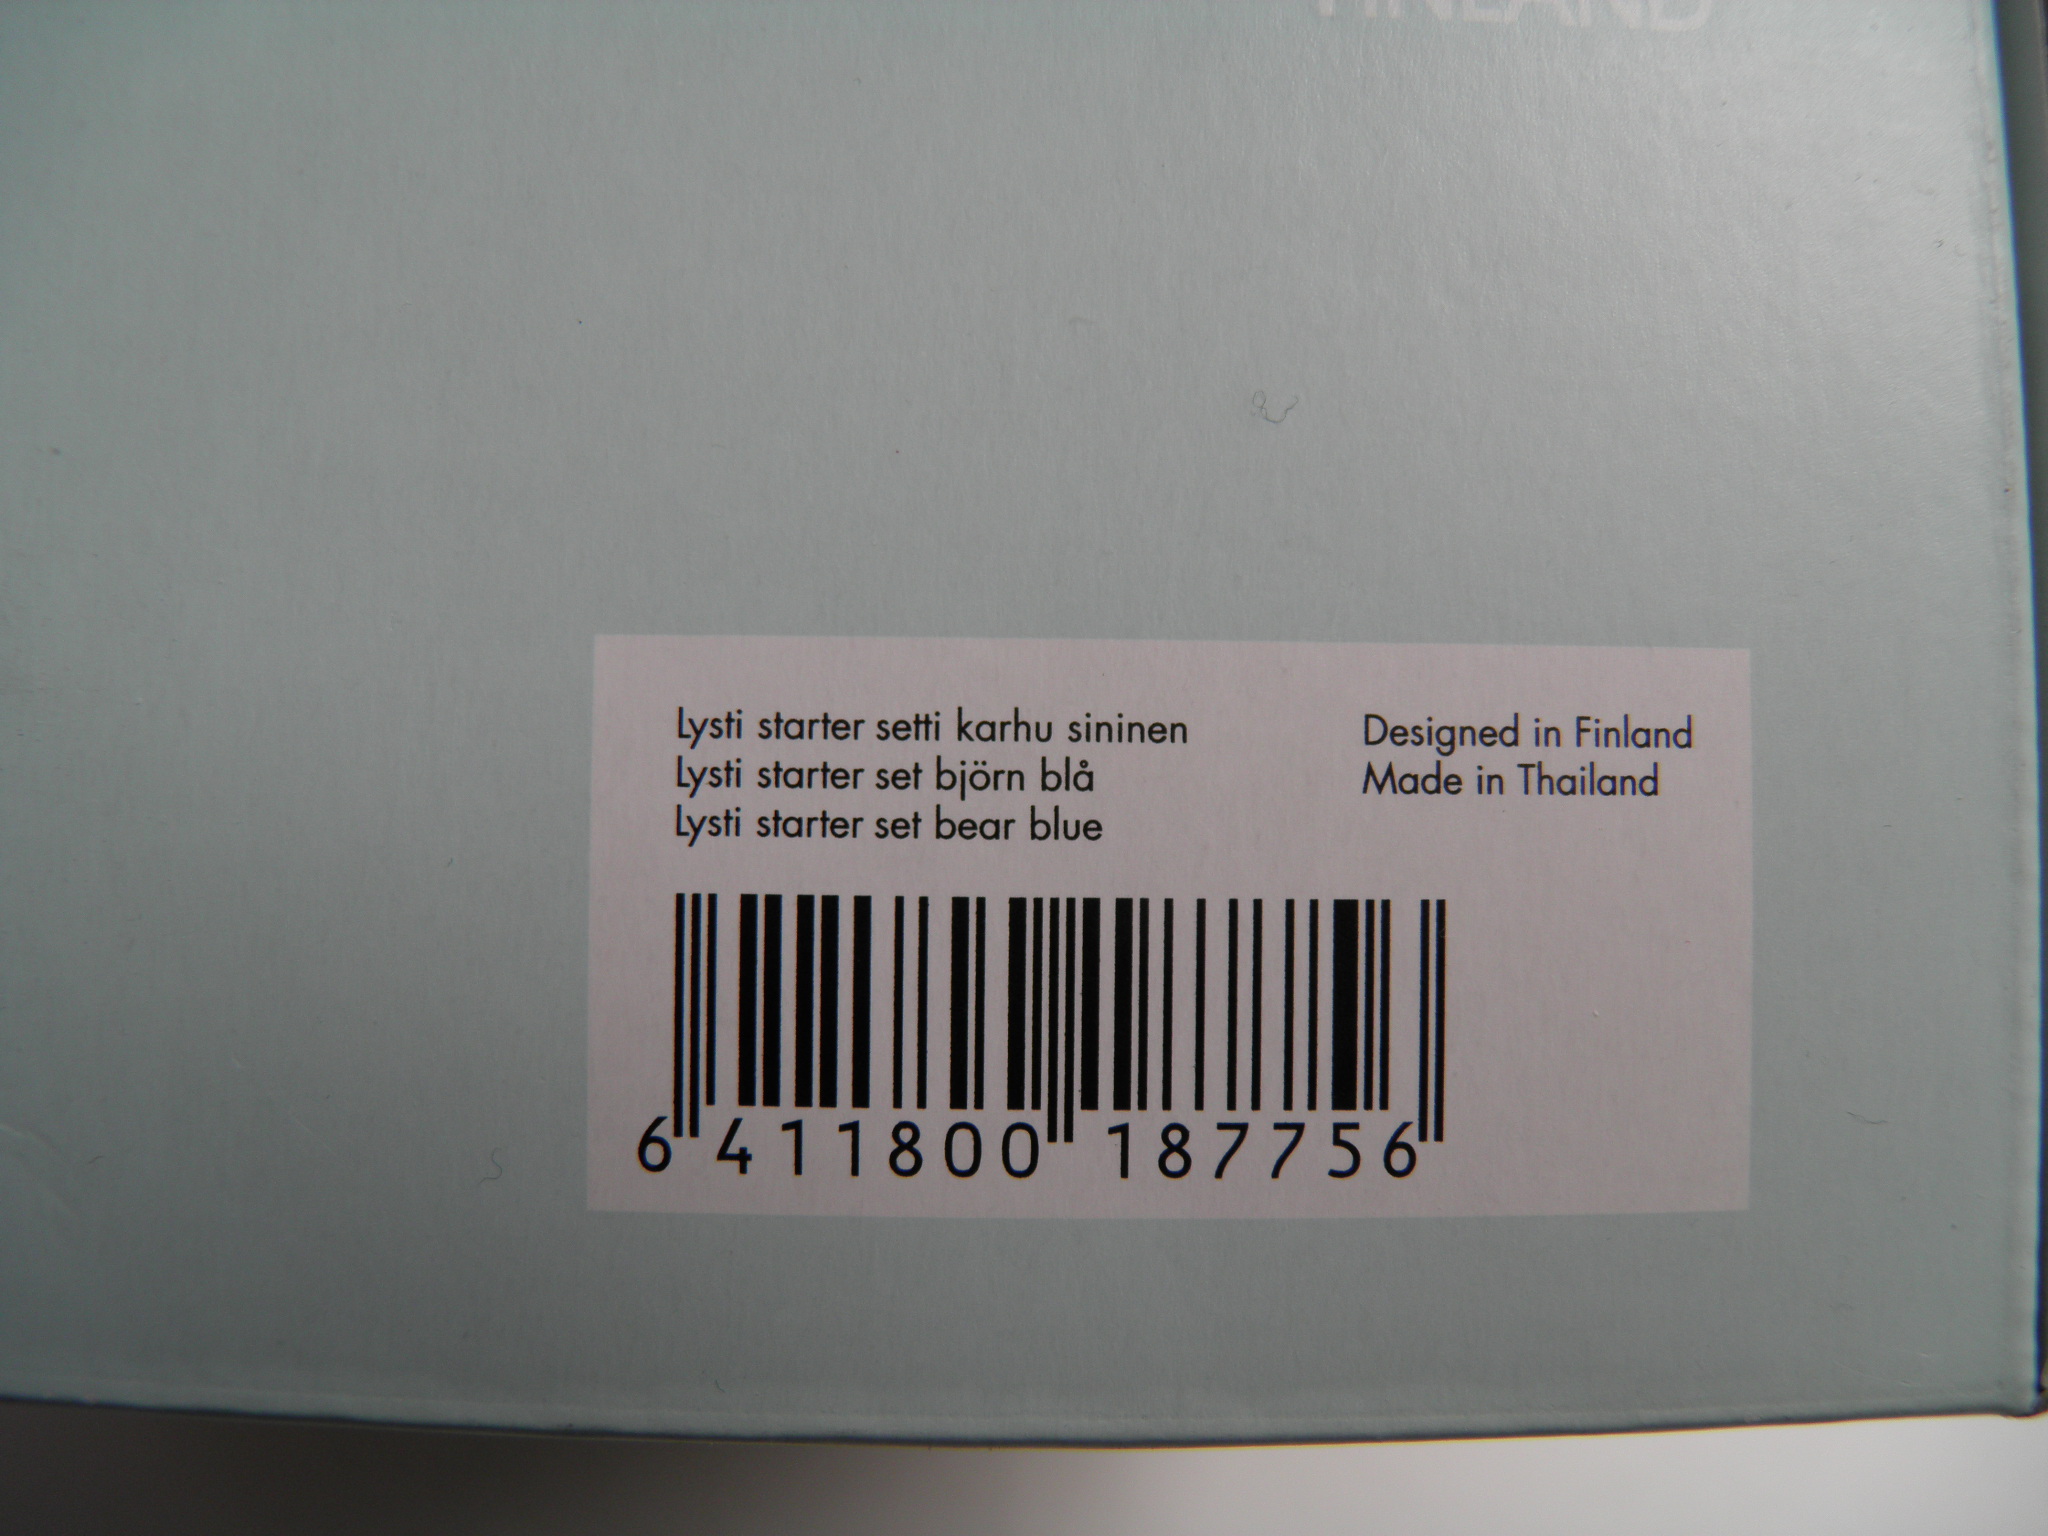 FINLAND
Lysti starter setti karhu sininen
Lysti starter set björn blå
Lysti starter set bear blue
Designed in Finland
Made in Thailand
6 411800 187756